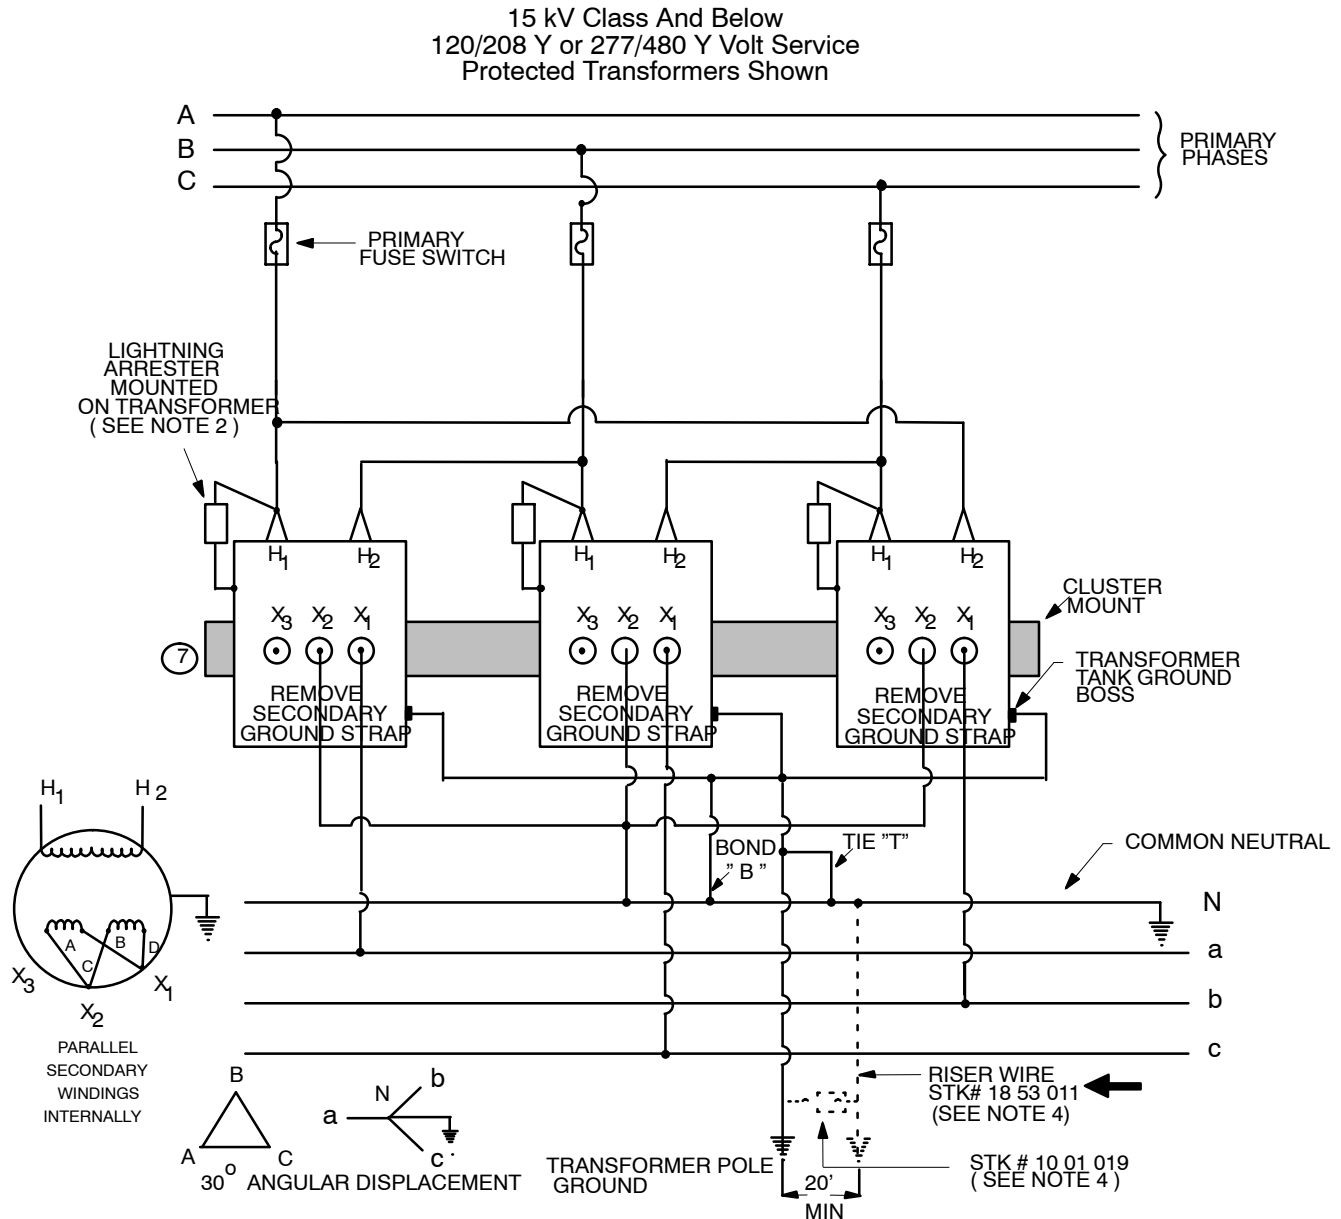 15 kV Class And Below
120/208 Y or 277/480 Y Volt Service
Protected Transformers Shown
A
B
C
PRIMARY
PHASES
PRIMARY
FUSE SWITCH
LIGHTNING
ARRESTER
MOUNTED
ON TRANSFORMER
( SEE NOTE 2 )
H1
H2
H1
H2
H1
H2
X3 X2 X1
X3 X2 X1
X3 X2 X1
CLUSTER
MOUNT
7
TRANSFORMER
TANK GROUND
BOSS
REMOVE
SECONDARY
GROUND STRAP
REMOVE
SECONDARY
GROUND STRAP
REMOVE
SECONDARY
GROUND STRAP
H1
H 2
A
B
C
D
X3
X2
X1
PARALLEL
SECONDARY
WINDINGS
INTERNALLY
BOND
" B "
TIE "T"
COMMON NEUTRAL
N
a
b
c
B
A
C
30o ANGULAR DISPLACEMENT
N
a
b
c
RISER WIRE
STK# 18 53 011
(SEE NOTE 4)
TRANSFORMER POLE
GROUND
20'
MIN
STK # 10 01 019
( SEE NOTE 4 )